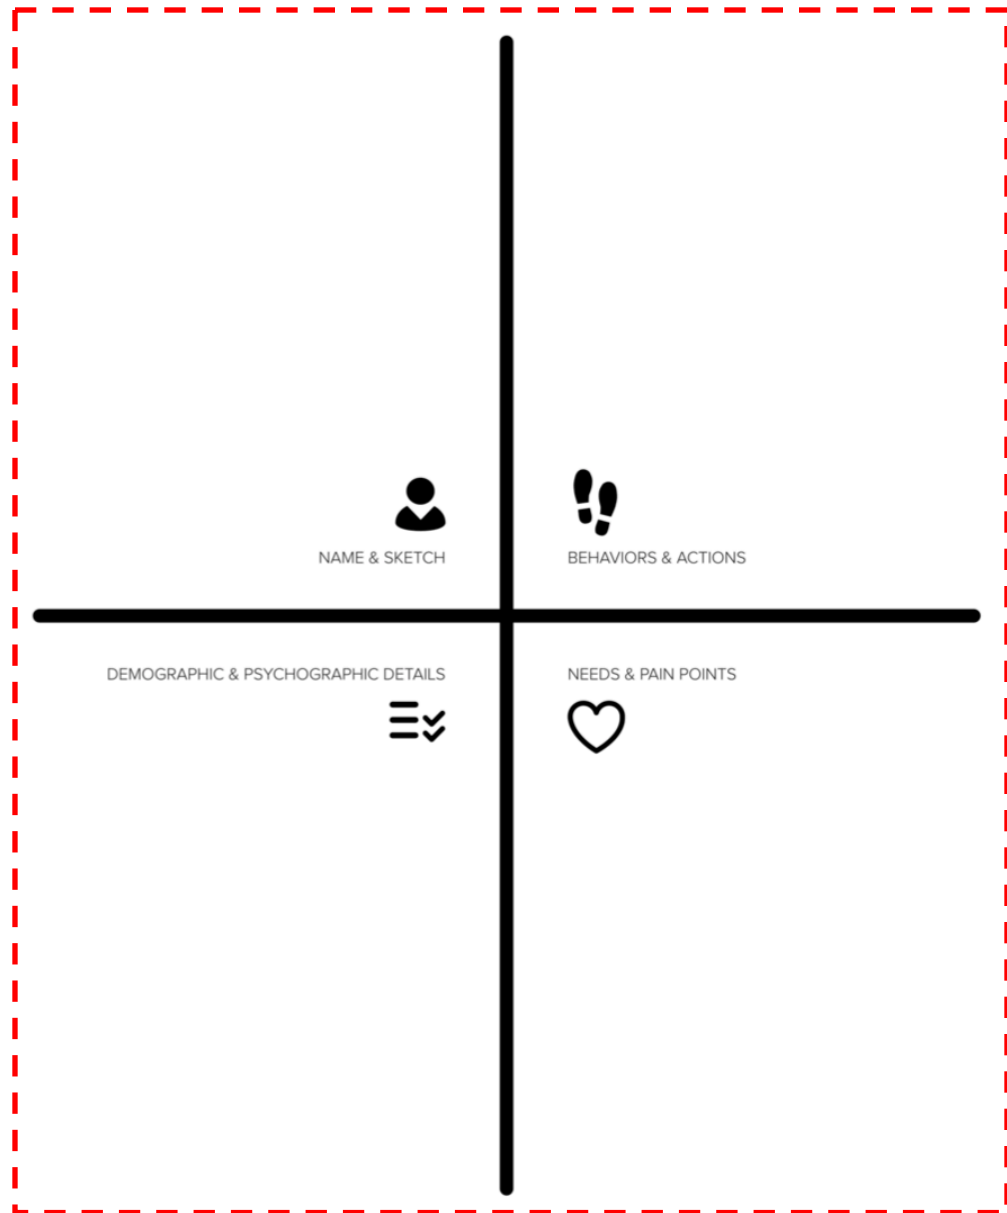 NAME & SKETCH
BEHAVIORS & ACTIONS
DEMOGRAPHIC & PSYCHOGRAPHIC DETAILS
NEEDS & PAIN POINTS